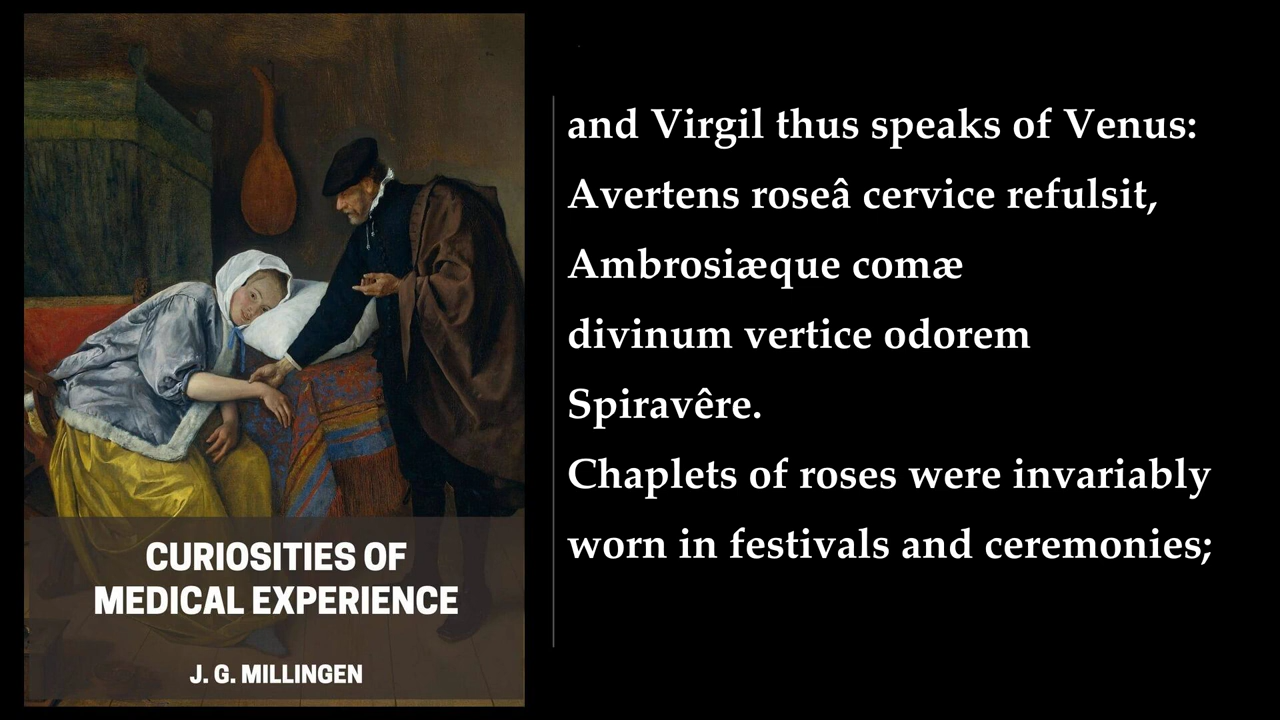 CURIOSITIES OF
MEDICAL EXPERIENCE
J. G. MILLINGEN
and Virgil thus speaks of Venus:
Avertens roseâ cervice refulsit,
Ambrosiæque comæ
divinum vertice odorem
Spiravêre.
Chaplets of roses were invariably
worn in festivals and ceremonies;